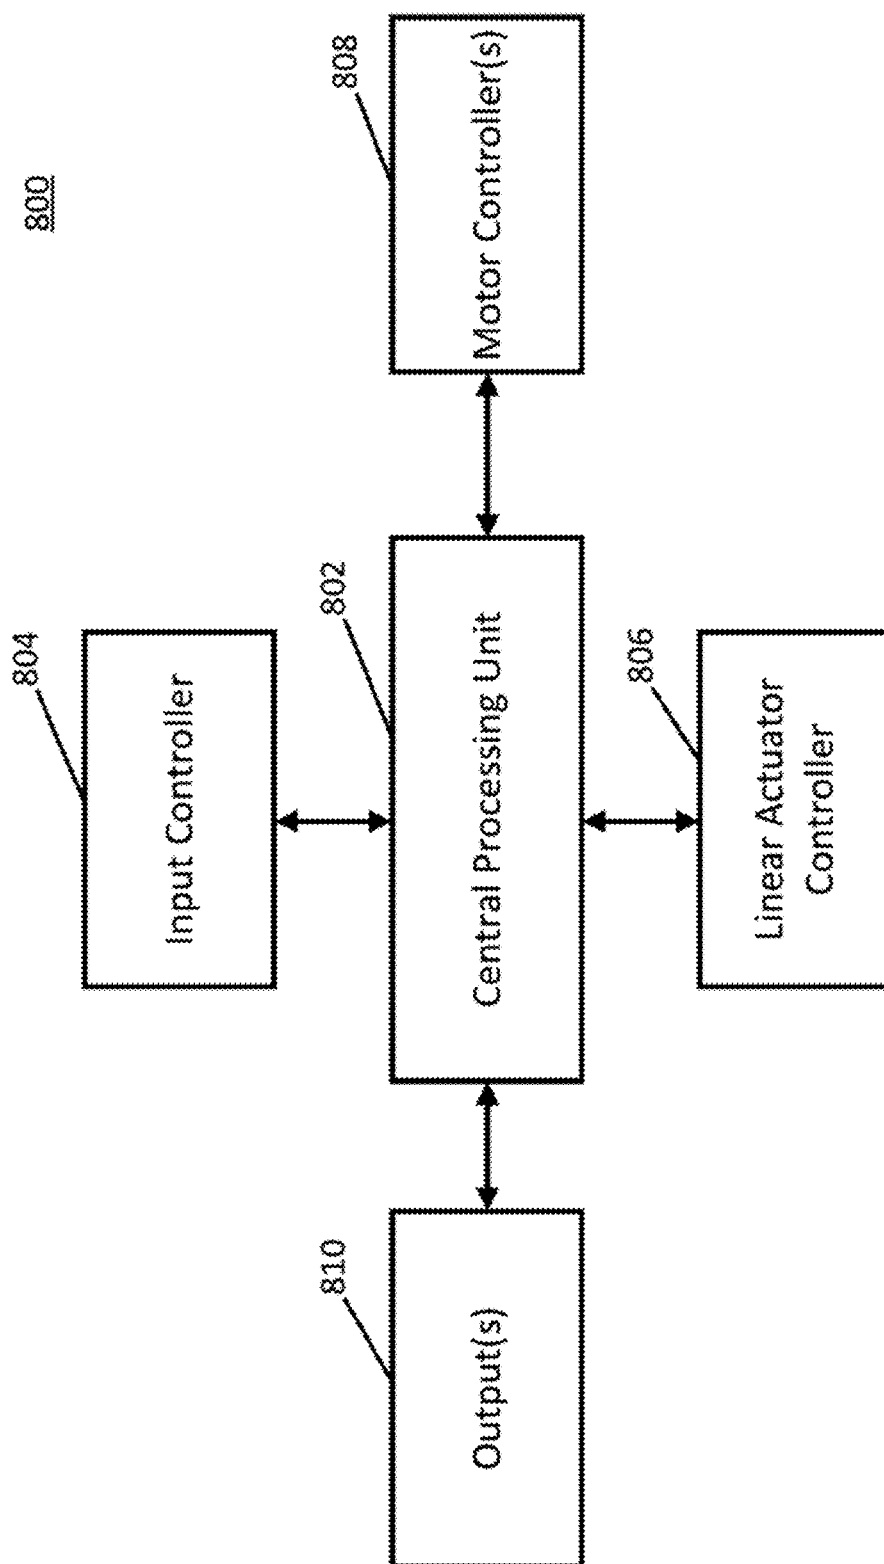 800
804
Input Controller
802
Central Processing Unit
810
Output(s)
808
Motor Controller(s)
806
Linear Actuator
Controller